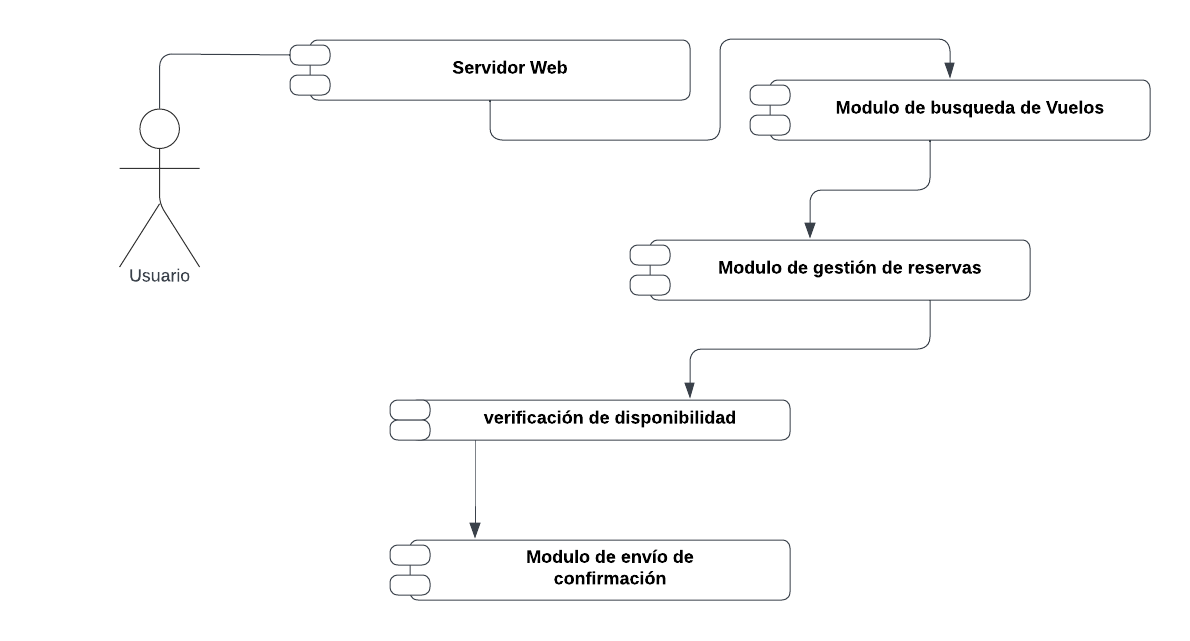 Servidor Web
Modulo de busqueda de Vuelos
Usuario
Modulo de gestión de reservas
verificación de disponibilidad
Modulo de envío de
confirmación